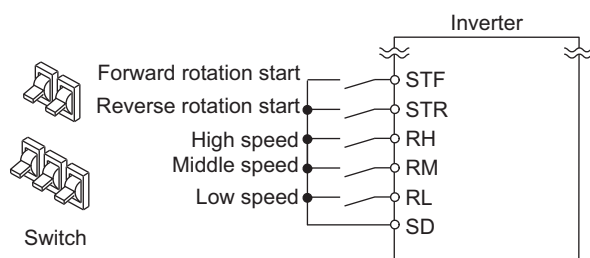 Inverter
Forward rotation start STF
Reverse rotation start STR
High speed RH
Middle speed RM
Low speed RL
SD
Switch